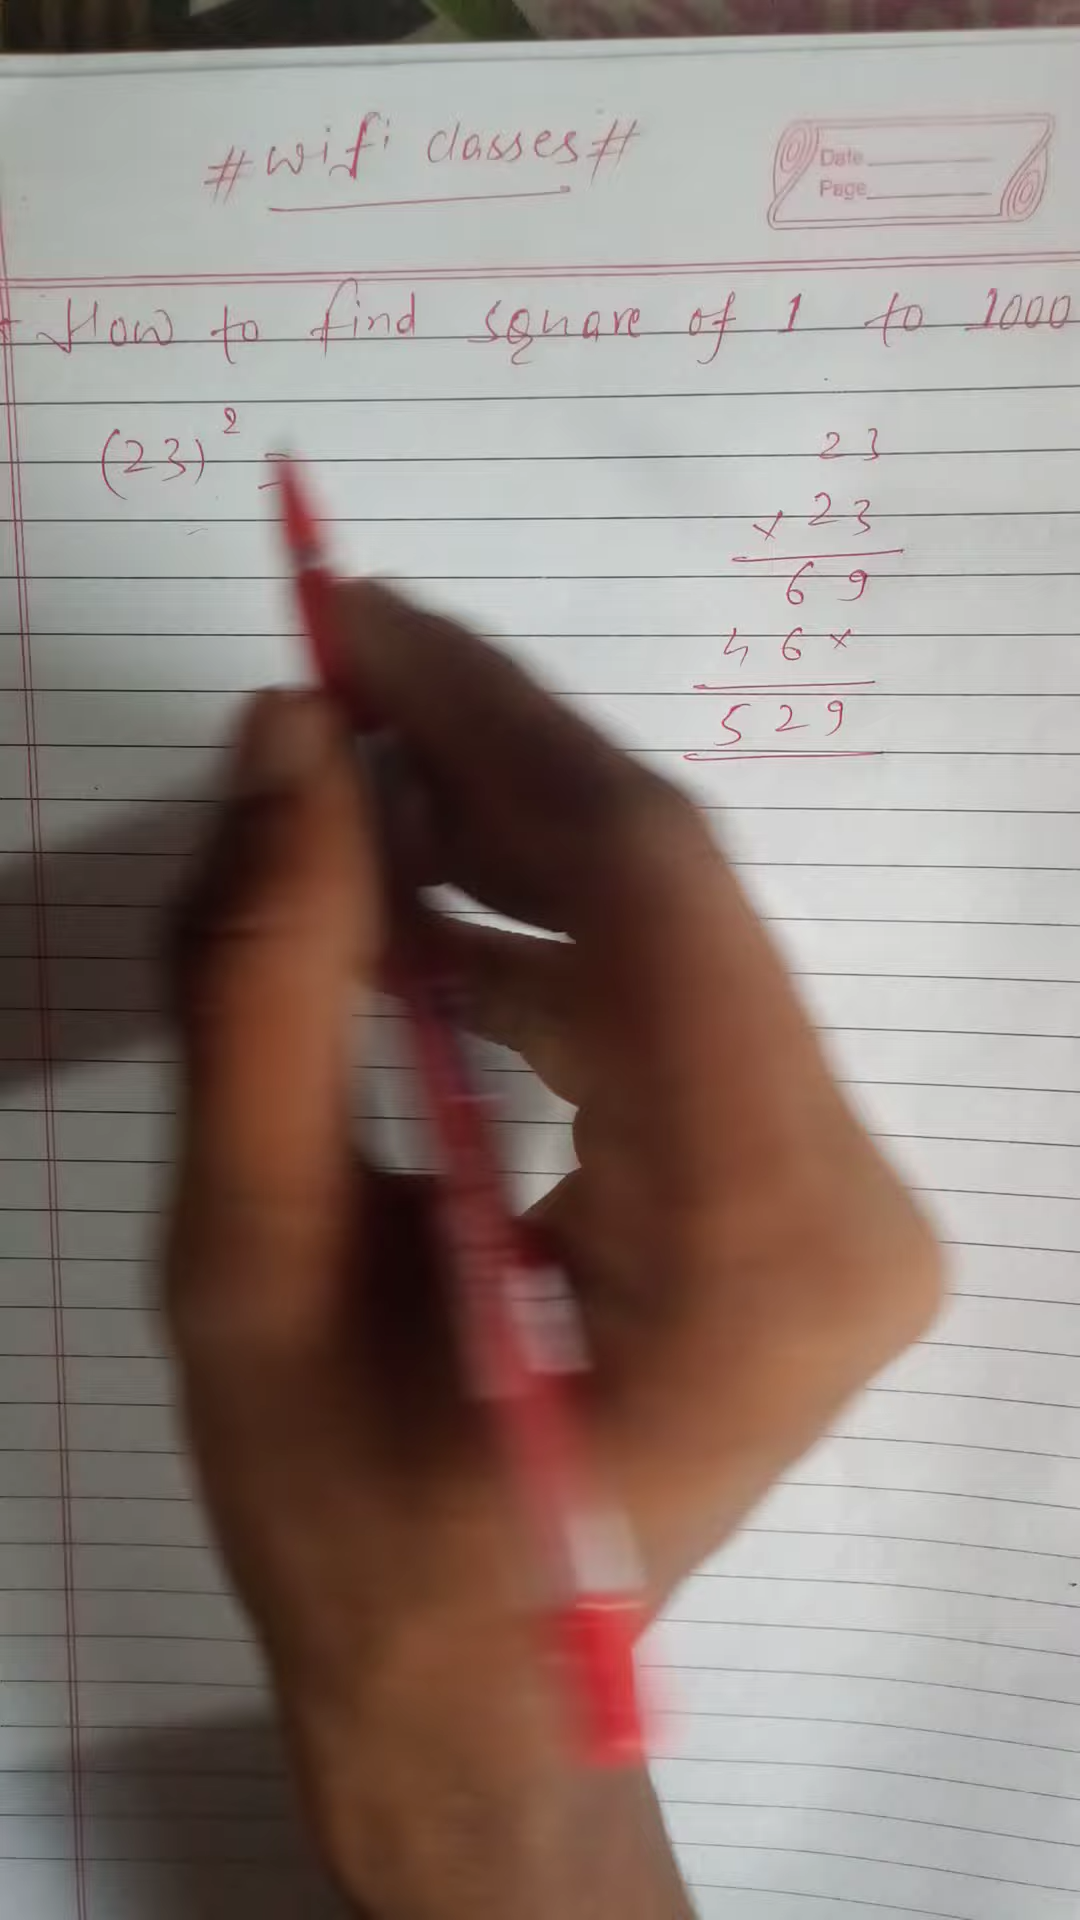 #wifi classes#
Date
Page
How to find square of 1 to 1000
(23)² =
23
× 23
69
46×
529